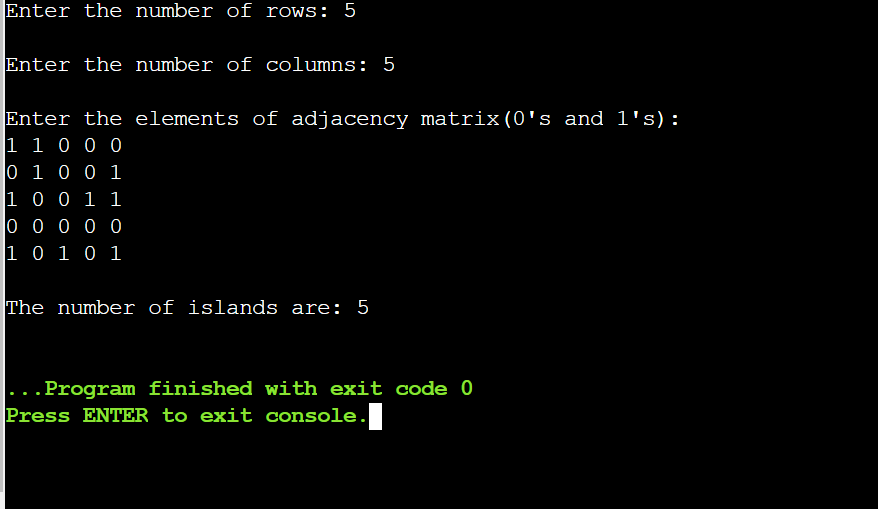 Enter the number of rows: 5
Enter the number of columns: 5
Enter the elements of adjacency matrix(0's and 1's):
1 1 0 0 0
0 1 0 0 1
1 0 0 1 1
0 0 0 0 0
1 0 1 0 1
The number of islands are: 5
...Program finished with exit code 0
Press ENTER to exit console.